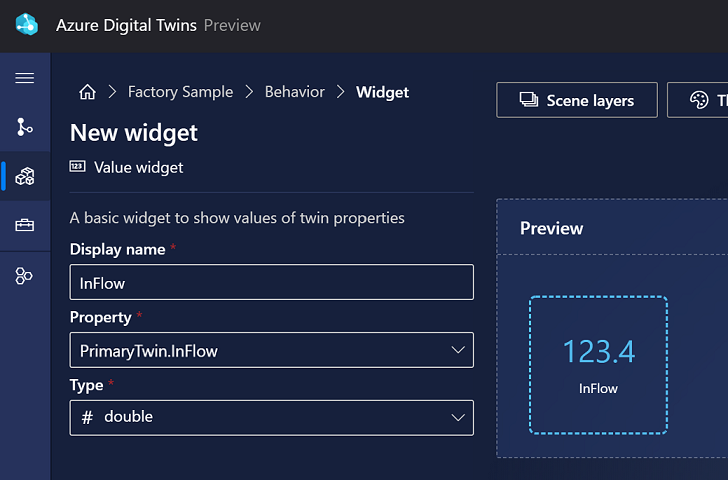 Azure Digital Twins Preview
Factory Sample > Behavior > Widget
Scene layers
New widget
123 Value widget
A basic widget to show values of twin properties
Display name *
InFlow
Property *
PrimaryTwin.InFlow
Type *
# double
Preview
123.4
InFlow